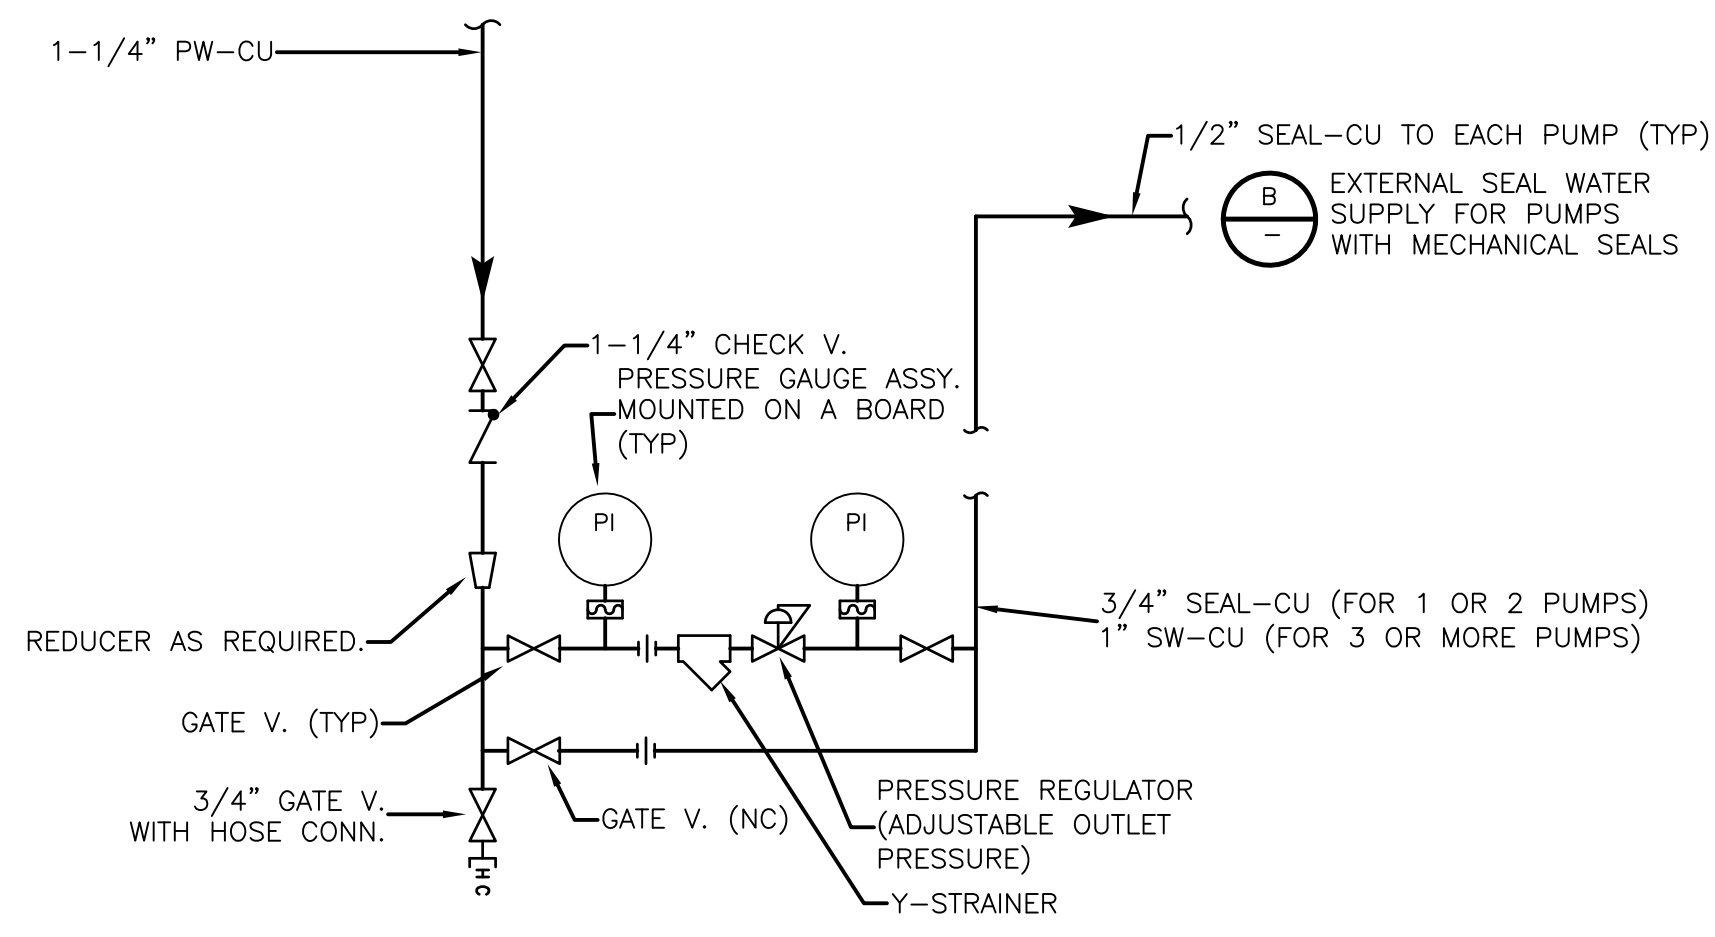 1-1/4" PW-CU
1/2" SEAL-CU TO EACH PUMP (TYP)
B
-
EXTERNAL SEAL WATER
SUPPLY FOR PUMPS
WITH MECHANICAL SEALS
1-1/4" CHECK V.
PRESSURE GAUGE ASSY.
MOUNTED ON A BOARD
(TYP)
PI
PI
3/4" SEAL-CU (FOR 1 OR 2 PUMPS)
1" SW-CU (FOR 3 OR MORE PUMPS)
REDUCER AS REQUIRED.
GATE V. (TYP)
3/4" GATE V.
WITH HOSE CONN.
GATE V. (NC)
PRESSURE REGULATOR
(ADJUSTABLE OUTLET
PRESSURE)
Y-STRAINER
HC